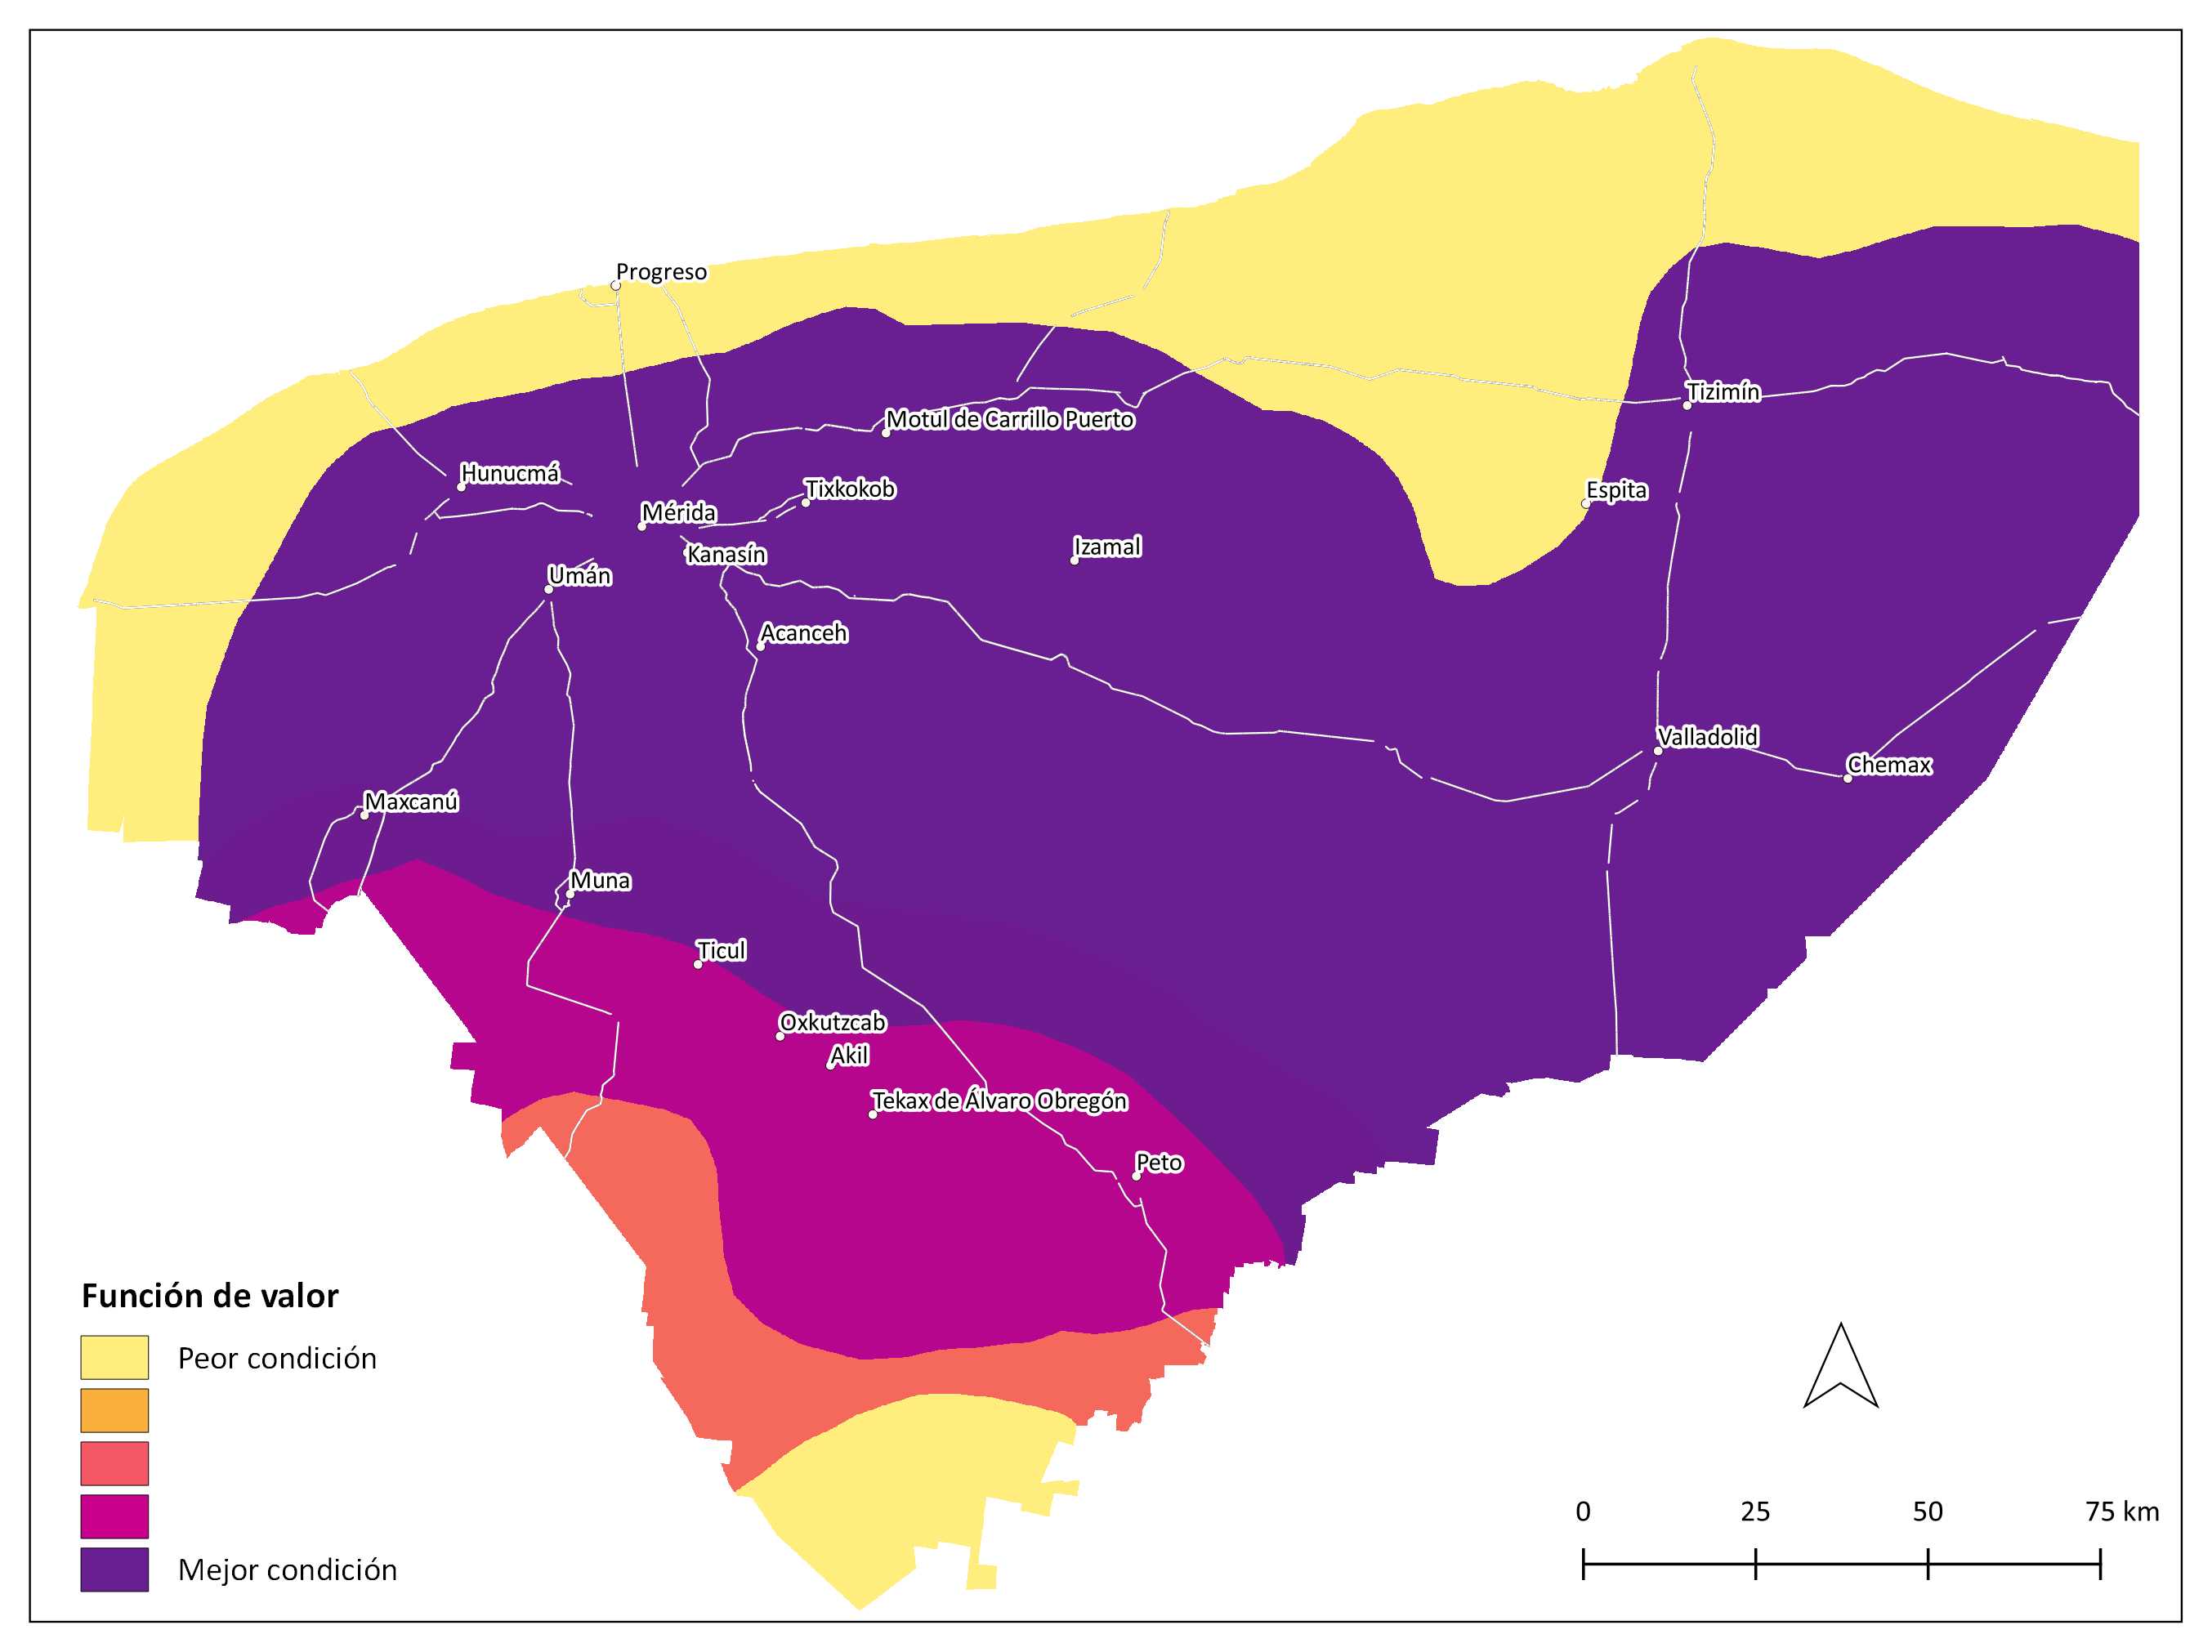 Progreso
Tizimín
Motul de Carrillo Puerto
Hunucmá
Tixkokob
Espita
Mérida
Izamal
Kanasín
Umán
Acanceh
Valladolid
Chemax
Maxcanú
Muna
Ticul
Oxkutzcab
Akil
Tekax de Álvaro Obregón
Peto
Función de valor
Peor condición
Mejor condición
0 25 50 75 km